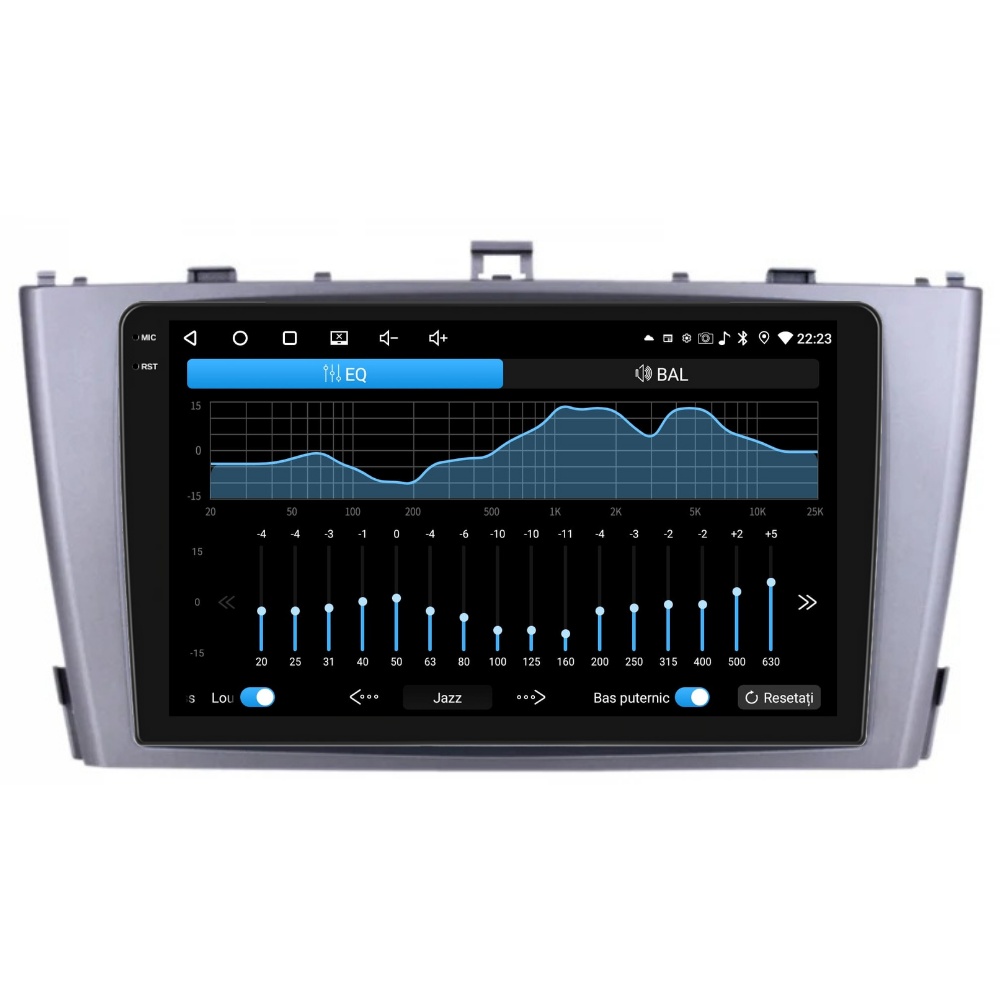 MIC
22:23
RST
EQ
BAL
15
0
-15
20 50 100 200 500 1K 2K 5K 10K 25K
-4 -4 -3 -1 0 -4 -6 -10 -10 -11 -4 -3 -2 -2 +2 +5
15
0
-15
20 25 31 40 50 63 80 100 125 160 200 250 315 400 500 630
s Lou Jazz Bas puternic Resetați